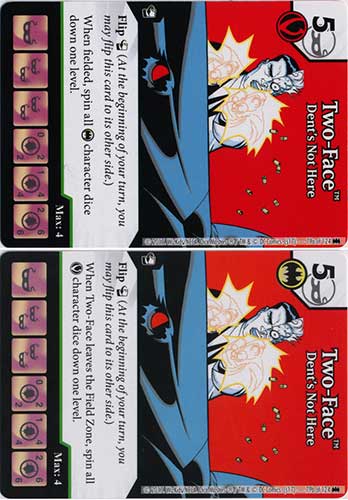 5
Two-Face™
Dent's Not Here
Flip (At the beginning of your turn, you
may flip this card to its other side.)
When fielded, spin all character dice
down one level.
Max: 4
5
Two-Face™
Dent's Not Here
Flip (At the beginning of your turn, you
may flip this card to its other side.)
When Two-Face leaves the Field Zone, spin all
character dice down one level.
Max: 4